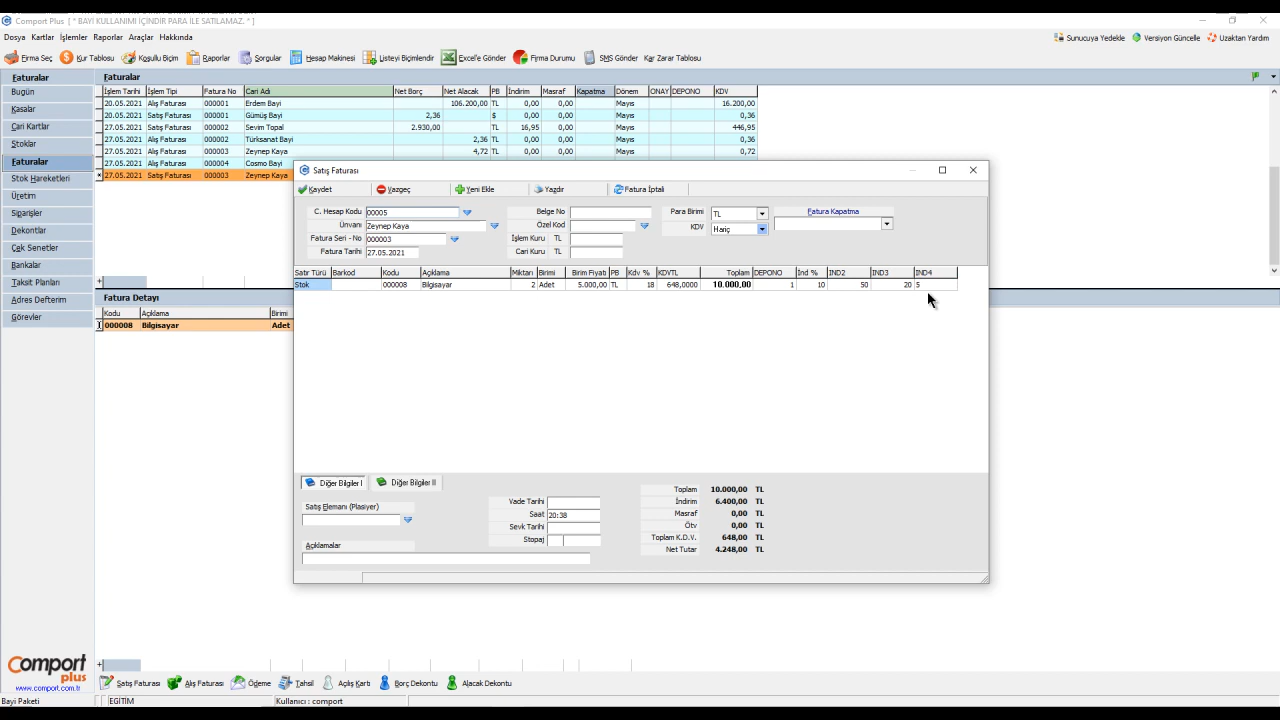 Comport Plus [ * BAYİ KULLANIMI İÇİNDİR PARA İLE SATILAMAZ. * ]
Dosya Kartlar İşlemler Raporlar Araçlar Hakkında
Sunucuya Yedekle Versiyon Güncelle Uzaktan Yardım
Firma Seç Kur Tablosu Koşullu Biçim Raporlar Sorgular Hesap Makinesi Listeyi Biçimlendir Excel'e Gönder Firma Durumu SMS Gönder Kar Zarar Tablosu
Faturalar
Bugün
Kasalar
Cari Kartlar
Stoklar
Faturalar
Stok Hareketleri
Üretim
Siparişler
Dekontlar
Çek Senetler
Bankalar
Taksit Planları
Adres Defterim
Görevler
Faturalar
İşlem Tarihi İşlem Tipi Fatura No Cari Adı Net Borç Net Alacak PB İndirim Masraf Kapatma Dönem ONAY DEPONO KDV
20.05.2021 Alış Faturası 000001 Erdem Bayi 106.200,00 TL 0,00 0,00 Mayıs 16.200,00
20.05.2021 Satış Faturası 000001 Gümüş Bayi 2,36 $ 0,00 0,00 Mayıs 0,36
27.05.2021 Satış Faturası 000002 Sevim Topal 2.930,00 TL 16,95 0,00 Mayıs 446,95
27.05.2021 Alış Faturası 000002 Türksanat Bayi 2,36 TL 0,00 0,00 Mayıs 0,36
27.05.2021 Alış Faturası 000003 Zeynep Kaya 4,72 TL 0,00 0,00 Mayıs 0,72
27.05.2021 Alış Faturası 000004 Cosmo Bayi
* 27.05.2021 Satış Faturası 000003 Zeynep Kaya
Fatura Detayı
Kodu Açıklama Birimi
000008 Bilgisayar Adet
Satış Faturası
Kaydet Vazgeç Yeni Ekle Yazdır Fatura İptali
C. Hesap Kodu 00005 Belge No Para Birimi TL Fatura Kapatma
Ünvanı Zeynep Kaya Özel Kod KDV Hariç
Fatura Seri - No 000003 İşlem Kuru TL
Fatura Tarihi 27.05.2021 Cari Kuru TL
Satır Türü Barkod Kodu Açıklama Miktarı Birimi Birim Fiyatı PB Kdv % KDVTL Toplam DEPONO İnd % IND2 IND3 IND4
Stok 000008 Bilgisayar 2 Adet 5.000,00 TL 18 648,0000 10.000,00 1 10 50 20 5
Diğer Bilgiler I Diğer Bilgiler II
Satış Elemanı (Plasiyer)
Açıklamalar
Vade Tarihi
Saat 20:38
Sevk Tarihi
Stopaj
Toplam 10.000,00 TL
İndirim 6.400,00 TL
Masraf 0,00 TL
Ötv 0,00 TL
Toplam K.D.V. 648,00 TL
Net Tutar 4.248,00 TL
Comport
plus
www.comport.com.tr
Satış Faturası Alış Faturası Ödeme Tahsil Açılış Kartı Borç Dekontu Alacak Dekontu
Bayi Paketi EGİTİM Kullanıcı : comport